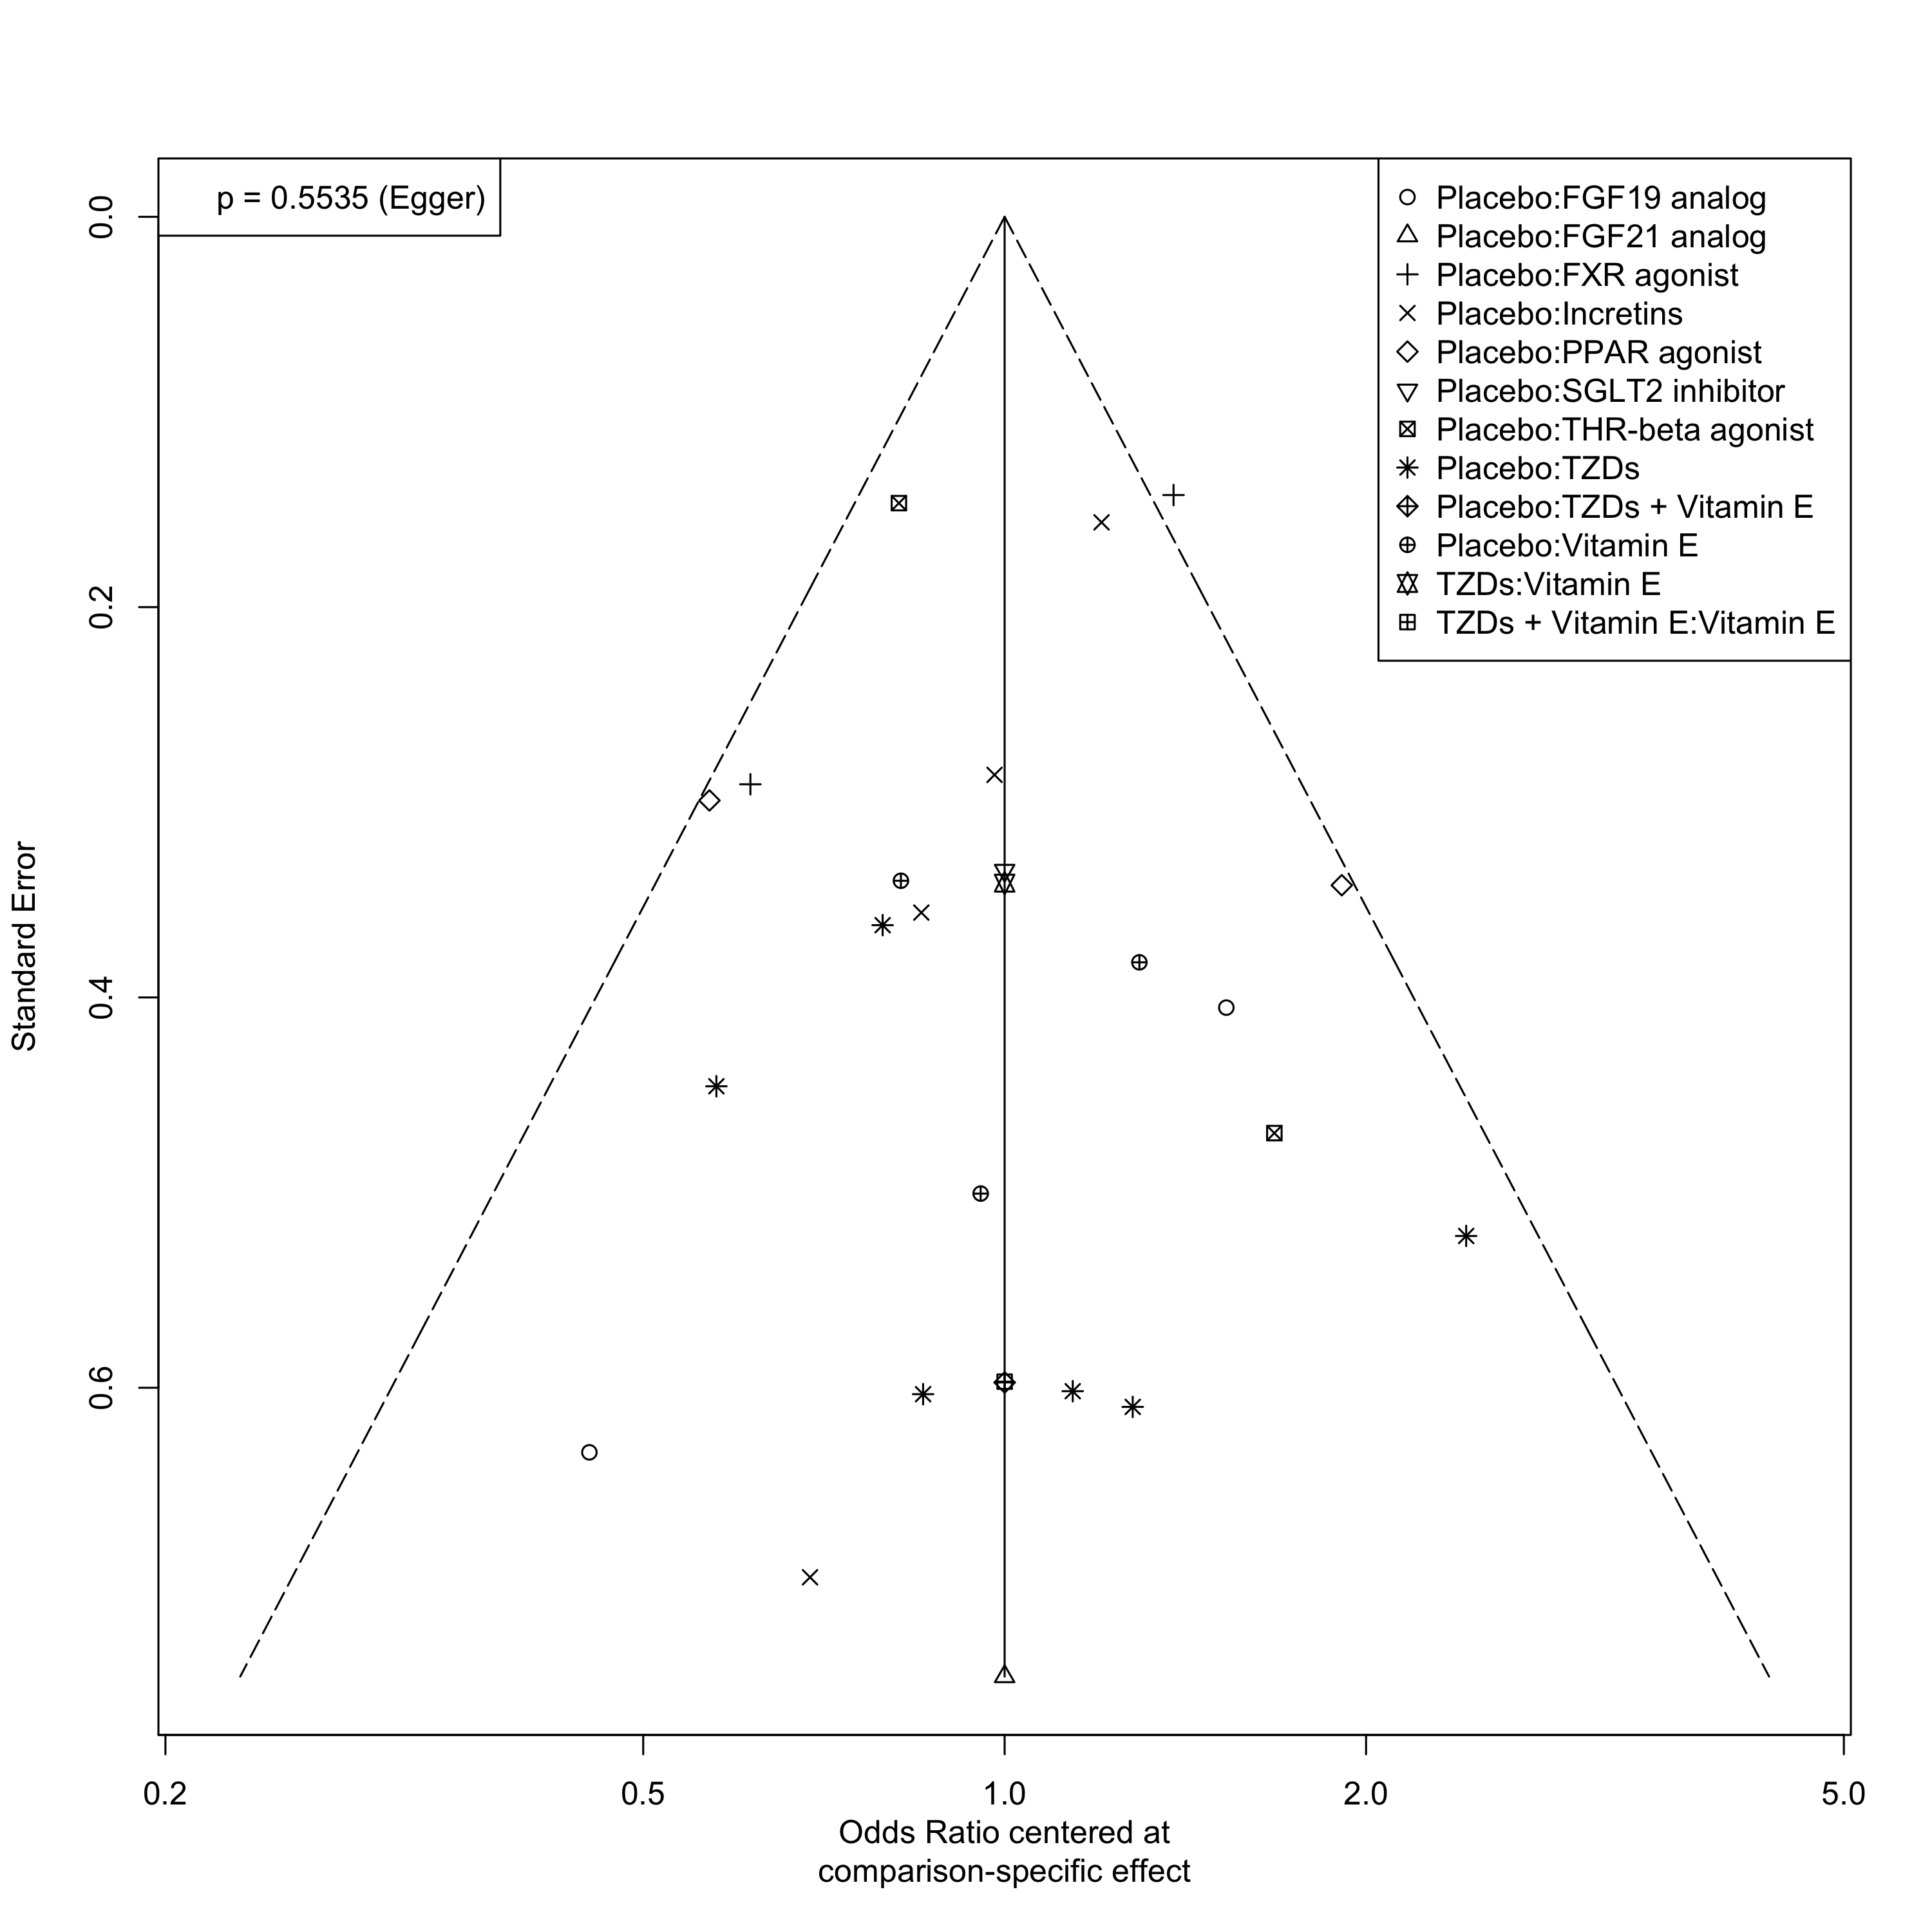 p = 0.5535 (Egger)
Placebo:FGF19 analog
Placebo:FGF21 analog
Placebo:FXR agonist
Placebo:Incretins
Placebo:PPAR agonist
Placebo:SGLT2 inhibitor
Placebo:THR-beta agonist
Placebo:TZDs
Placebo:TZDs + Vitamin E
Placebo:Vitamin E
TZDs:Vitamin E
TZDs + Vitamin E:Vitamin E
Standard Error
0.0
0.2
0.4
0.6
0.2 0.5 1.0 2.0 5.0
Odds Ratio centered at
comparison-specific effect